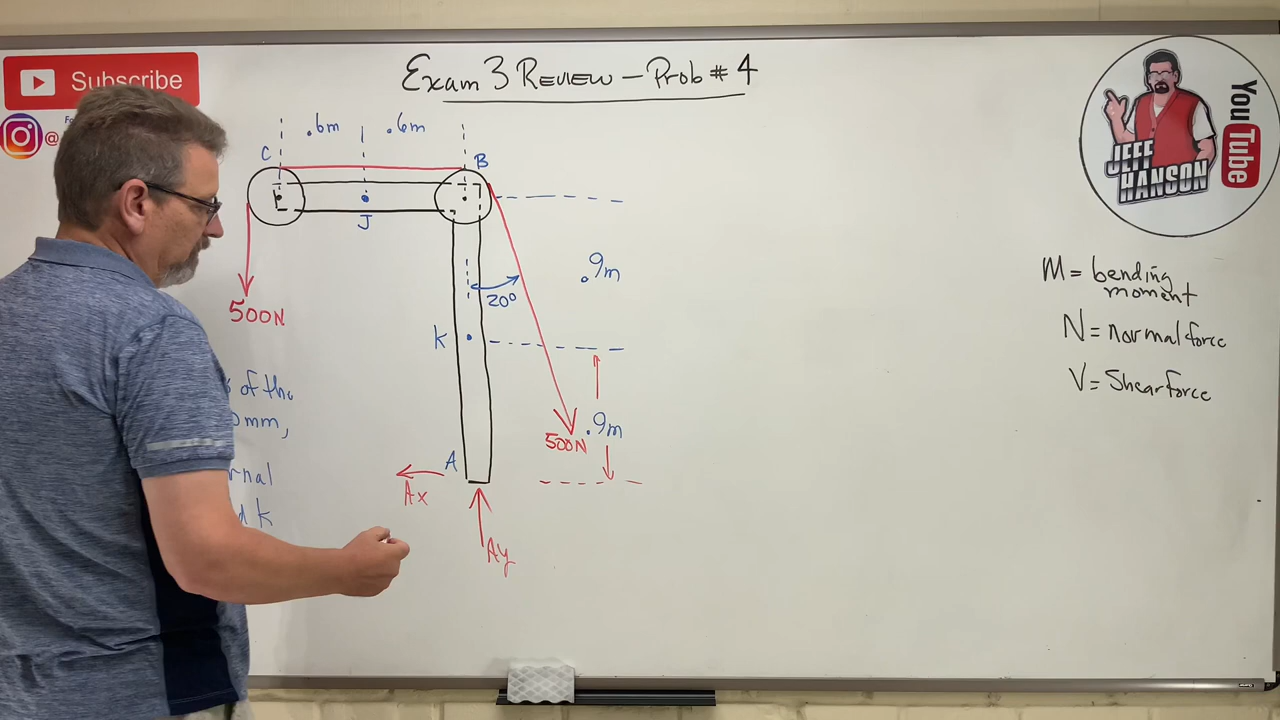 Subscribe
@
Exam 3 Review - Prob # 4
.6m .6m
C
B
J
.9m
20°
500N
K
of the
mm,
500N
.9m
A
Ax
k
Ay
M = bending
moment
N = normal force
V = Shear force
JEFF
HANSON
YouTube